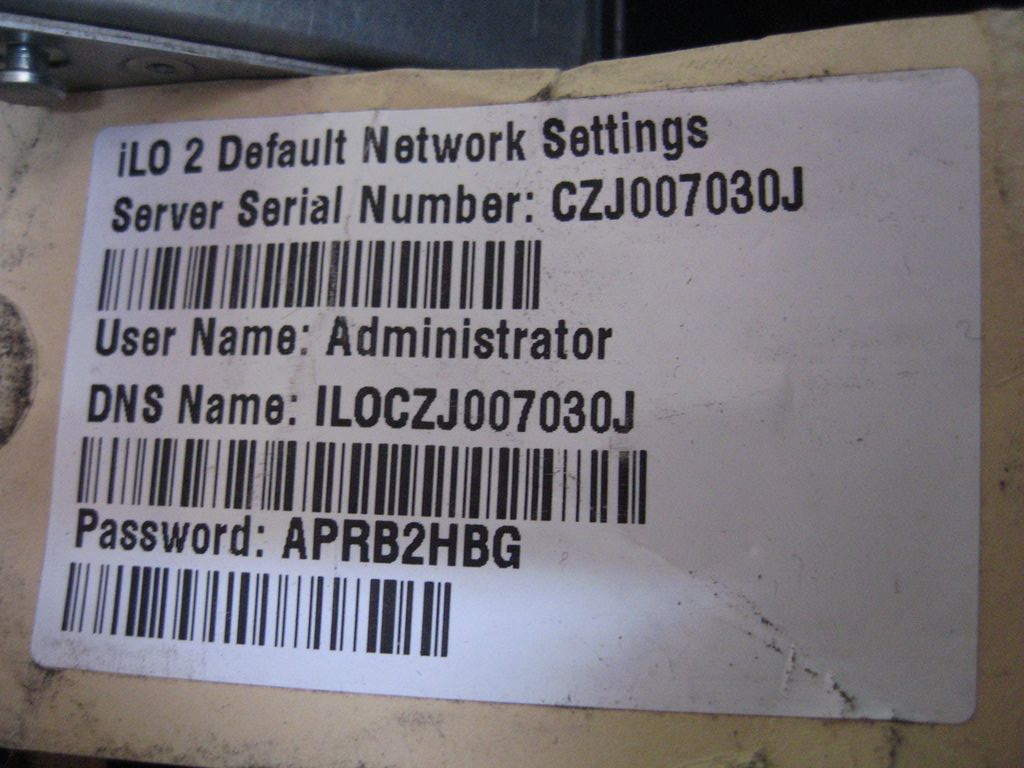 iLO 2 Default Network Settings
Server Serial Number: CZJ007030J
User Name: Administrator
DNS Name: ILOCZJ007030J
Password: APRB2HBG